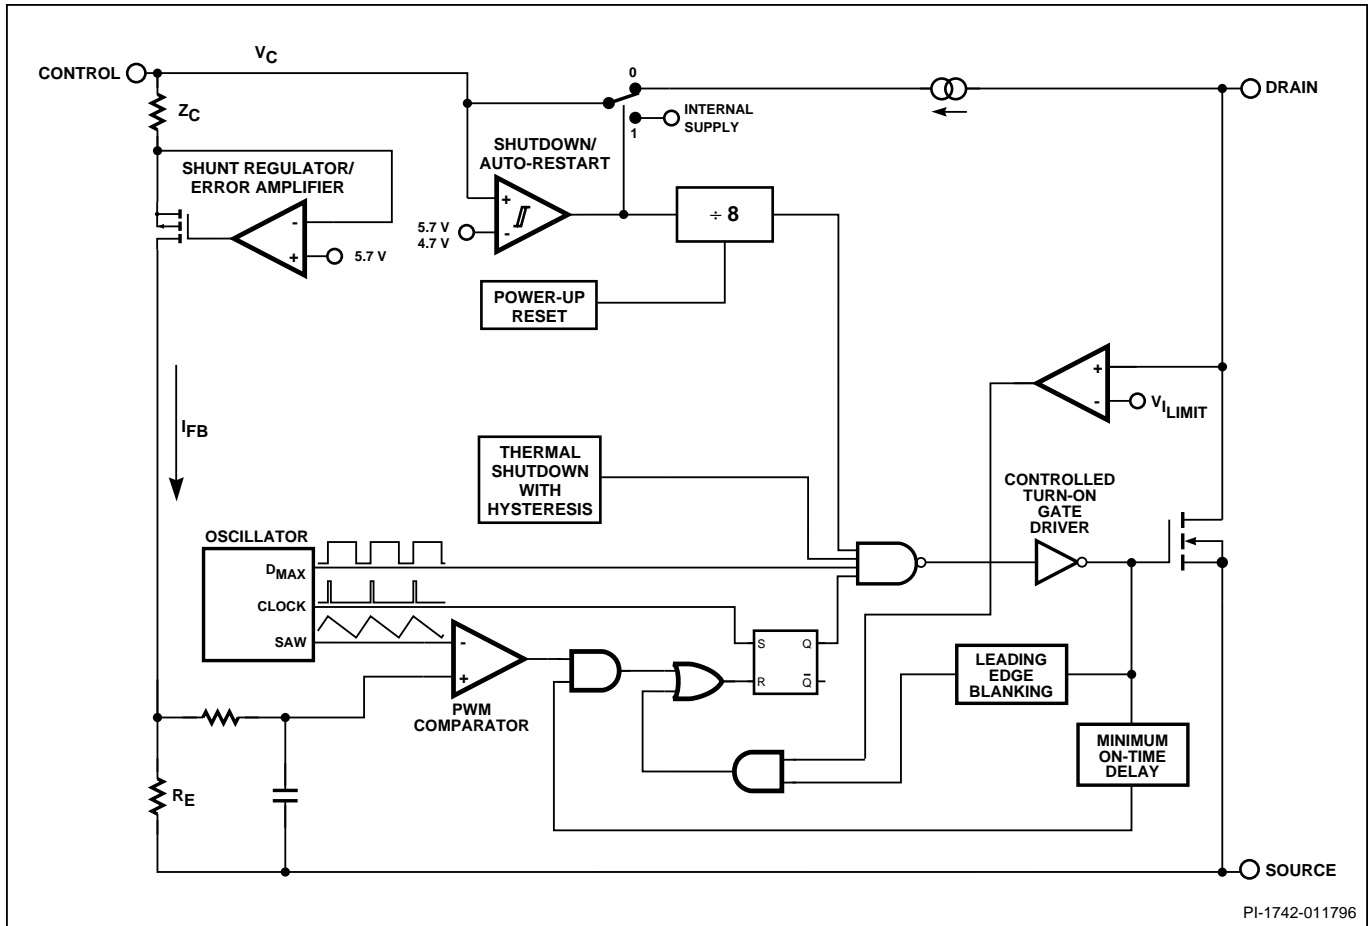 V_C
CONTROL
0
DRAIN
Z_C
INTERNAL
SUPPLY
1
SHUTDOWN/
AUTO-RESTART
SHUNT REGULATOR/
ERROR AMPLIFIER
+
-
÷ 8
-
+
5.7 V
5.7 V
4.7 V
POWER-UP
RESET
+
-
V_I_LIMIT
I_FB
THERMAL
SHUTDOWN
WITH
HYSTERESIS
CONTROLLED
TURN-ON
GATE
DRIVER
OSCILLATOR
D_MAX
CLOCK
SAW
-
+
PWM
COMPARATOR
S
Q
R
Q̅
LEADING
EDGE
BLANKING
MINIMUM
ON-TIME
DELAY
R_E
SOURCE
PI-1742-011796